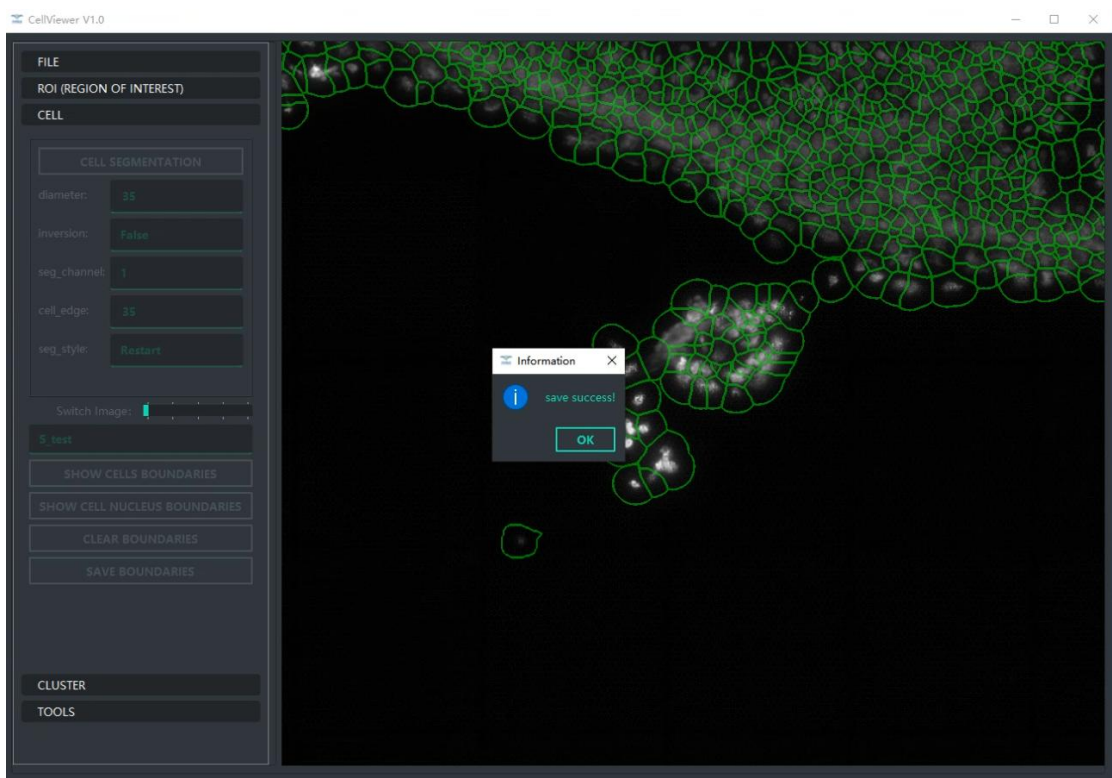 CellViewer V1.0
FILE
ROI (REGION OF INTEREST)
CELL
CELL SEGMENTATION
diameter: 35
inversion: False
seg_channel: 1
cell_edge: 35
seg_style: Restart
Switch Image:
S_test
SHOW CELLS BOUNDARIES
SHOW CELL NUCLEUS BOUNDARIES
CLEAR BOUNDARIES
SAVE BOUNDARIES
CLUSTER
TOOLS
Information
save success!
OK